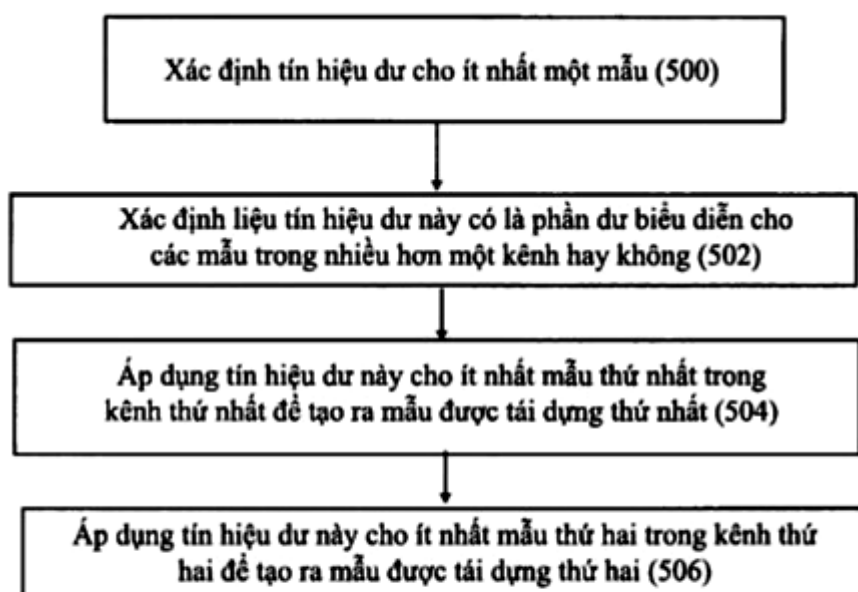 Xác định tín hiệu dư cho ít nhất một mẫu (500)
Xác định liệu tín hiệu dư này có là phần dư biểu diễn cho
các mẫu trong nhiều hơn một kênh hay không (502)
Áp dụng tín hiệu dư này cho ít nhất mẫu thứ nhất trong
kênh thứ nhất để tạo ra mẫu được tái dựng thứ nhất (504)
Áp dụng tín hiệu dư này cho ít nhất mẫu thứ hai trong kênh thứ
hai để tạo ra mẫu được tái dựng thứ hai (506)